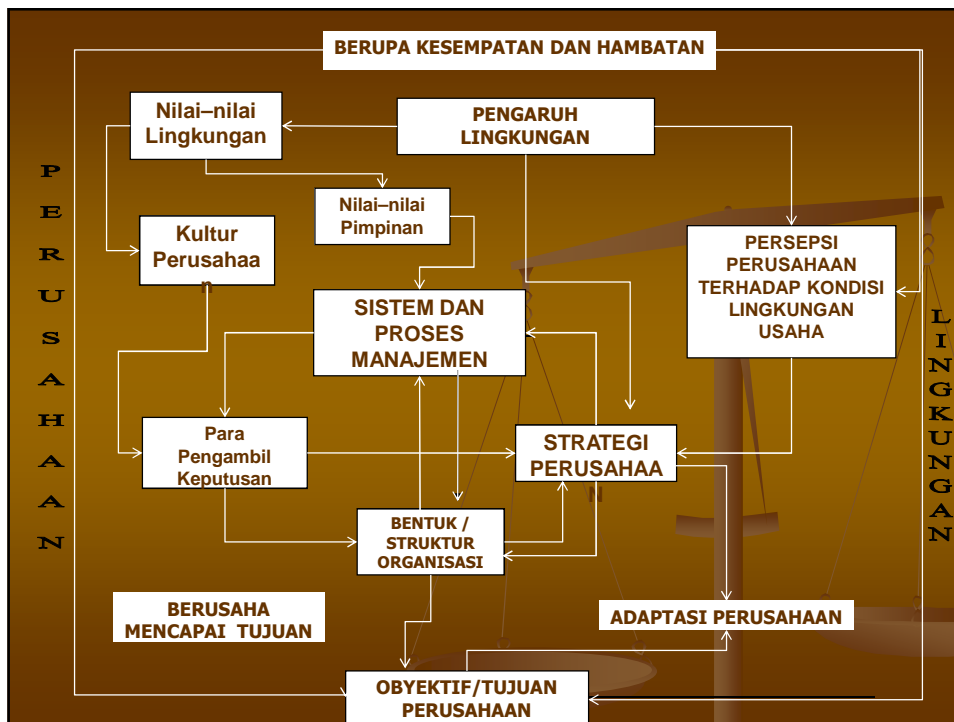 BERUPA KESEMPATAN DAN HAMBATAN
Nilai–nilai
Lingkungan
PENGARUH
LINGKUNGAN
Nilai–nilai
Pimpinan
Kultur
Perusahaa
n
PERSEPSI
PERUSAHAAN
TERHADAP KONDISI
LINGKUNGAN
USAHA
PERUSAHAAN
LINGKUNGAN
SISTEM DAN
PROSES
MANAJEMEN
Para
Pengambil
Keputusan
STRATEGI
PERUSAHAA
N
BENTUK /
STRUKTUR
ORGANISASI
BERUSAHA
MENCAPAI TUJUAN
ADAPTASI PERUSAHAAN
OBYEKTIF/TUJUAN
PERUSAHAAN